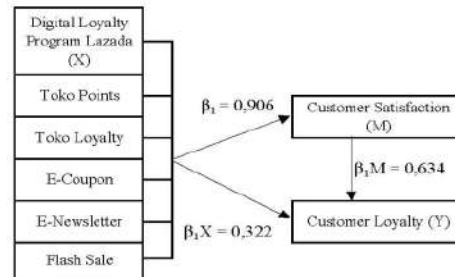 Digital Loyalty
Program Lazada
(X)
Toko Points
Toko Loyalty
E-Coupon
E-Newsletter
Flash Sale
β₁ = 0,906
β₁X = 0,322
Customer Satisfaction
(M)
β₁M = 0,634
Customer Loyalty (Y)